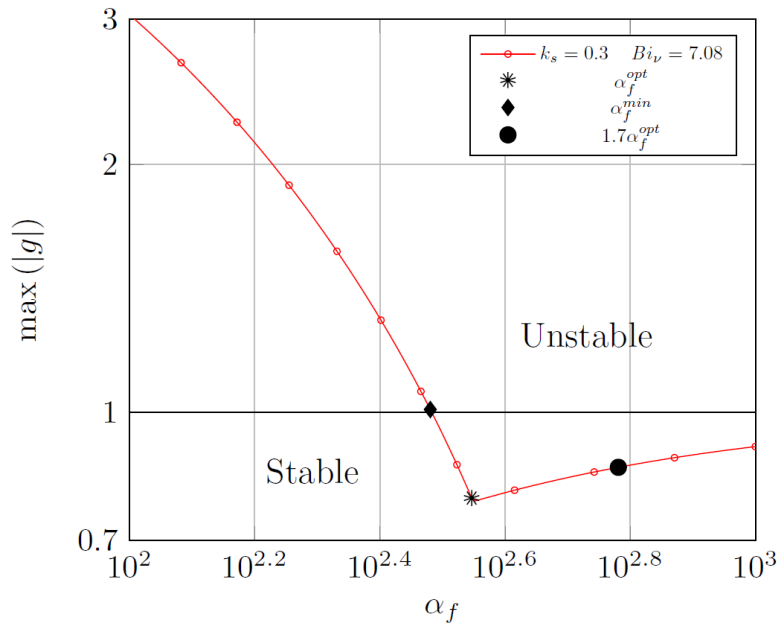 3
k_s = 0.3 Bi_ν = 7.08
α_f^{opt}
α_f^{min}
1.7α_f^{opt}
2
max (|g|)
Unstable
1
Stable
0.7
10^2 10^{2.2} 10^{2.4} 10^{2.6} 10^{2.8} 10^3
α_f